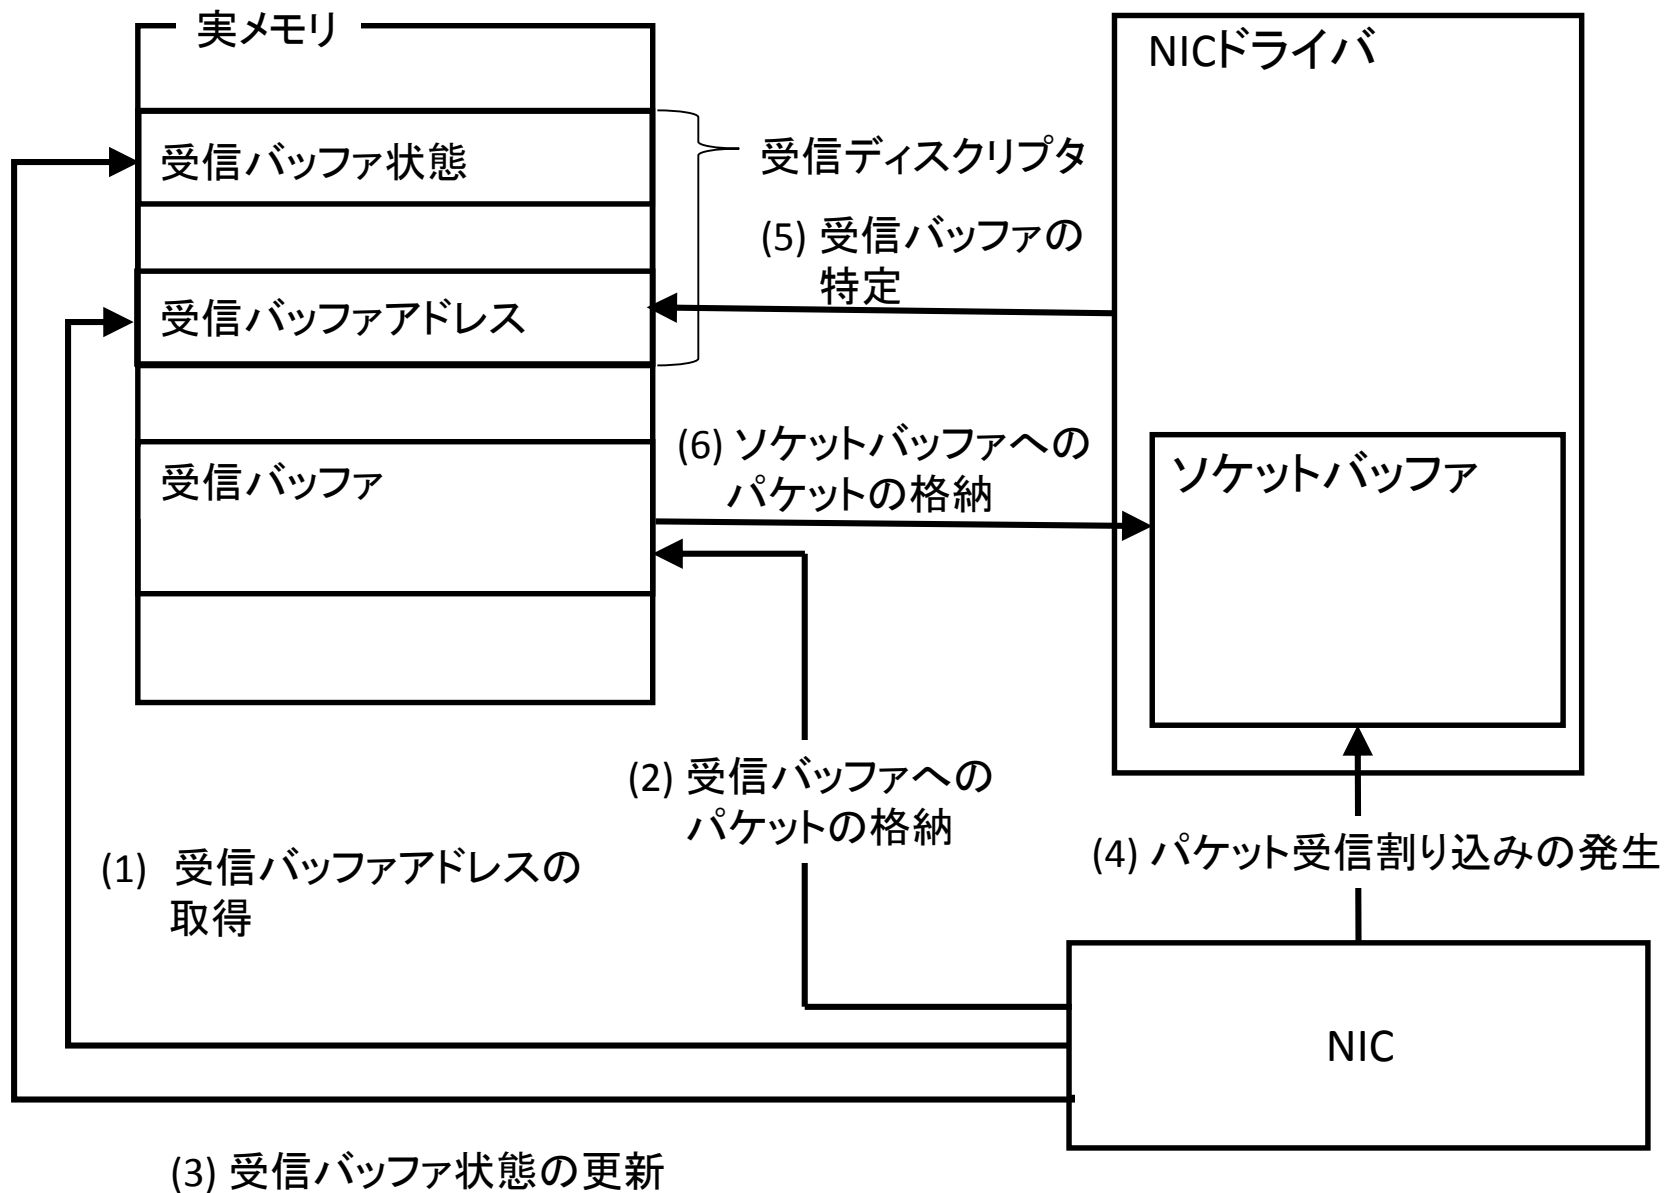 実メモリ
NICドライバ
受信バッファ状態
受信ディスクリプタ
(5) 受信バッファの
特定
受信バッファアドレス
(6) ソケットバッファへの
パケットの格納
ソケットバッファ
受信バッファ
(2) 受信バッファへの
パケットの格納
(1) 受信バッファアドレスの
取得
(4) パケット受信割り込みの発生
NIC
(3) 受信バッファ状態の更新